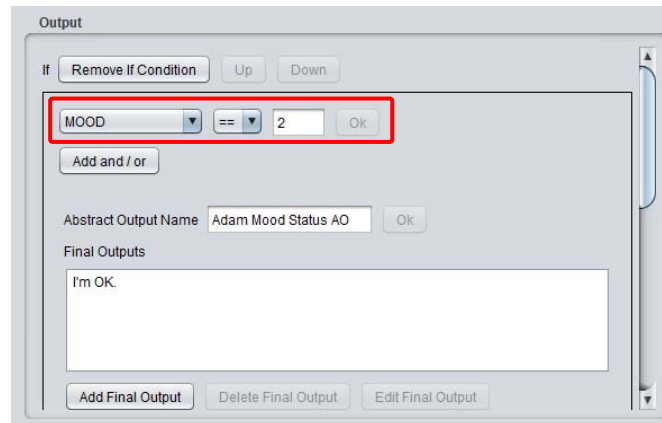 Output
If Remove If Condition Up Down
MOOD == 2 Ok
Add and / or
Abstract Output Name Adam Mood Status AO Ok
Final Outputs
I'm OK.
Add Final Output Delete Final Output Edit Final Output